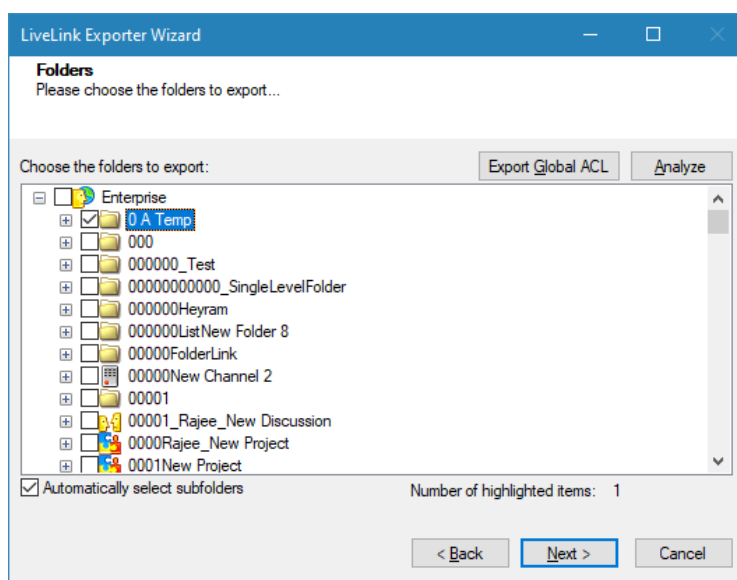 LiveLink Exporter Wizard
Folders
Please choose the folders to export...
Choose the folders to export:
Export Global ACL
Analyze
Enterprise
0 A Temp
000
000000_Test
00000000000_SingleLevelFolder
000000Heyram
000000ListNew Folder 8
00000FolderLink
00000New Channel 2
00001
00001_Rajee_New Discussion
0000Rajee_New Project
0001New Project
Automatically select subfolders
Number of highlighted items: 1
< Back
Next >
Cancel